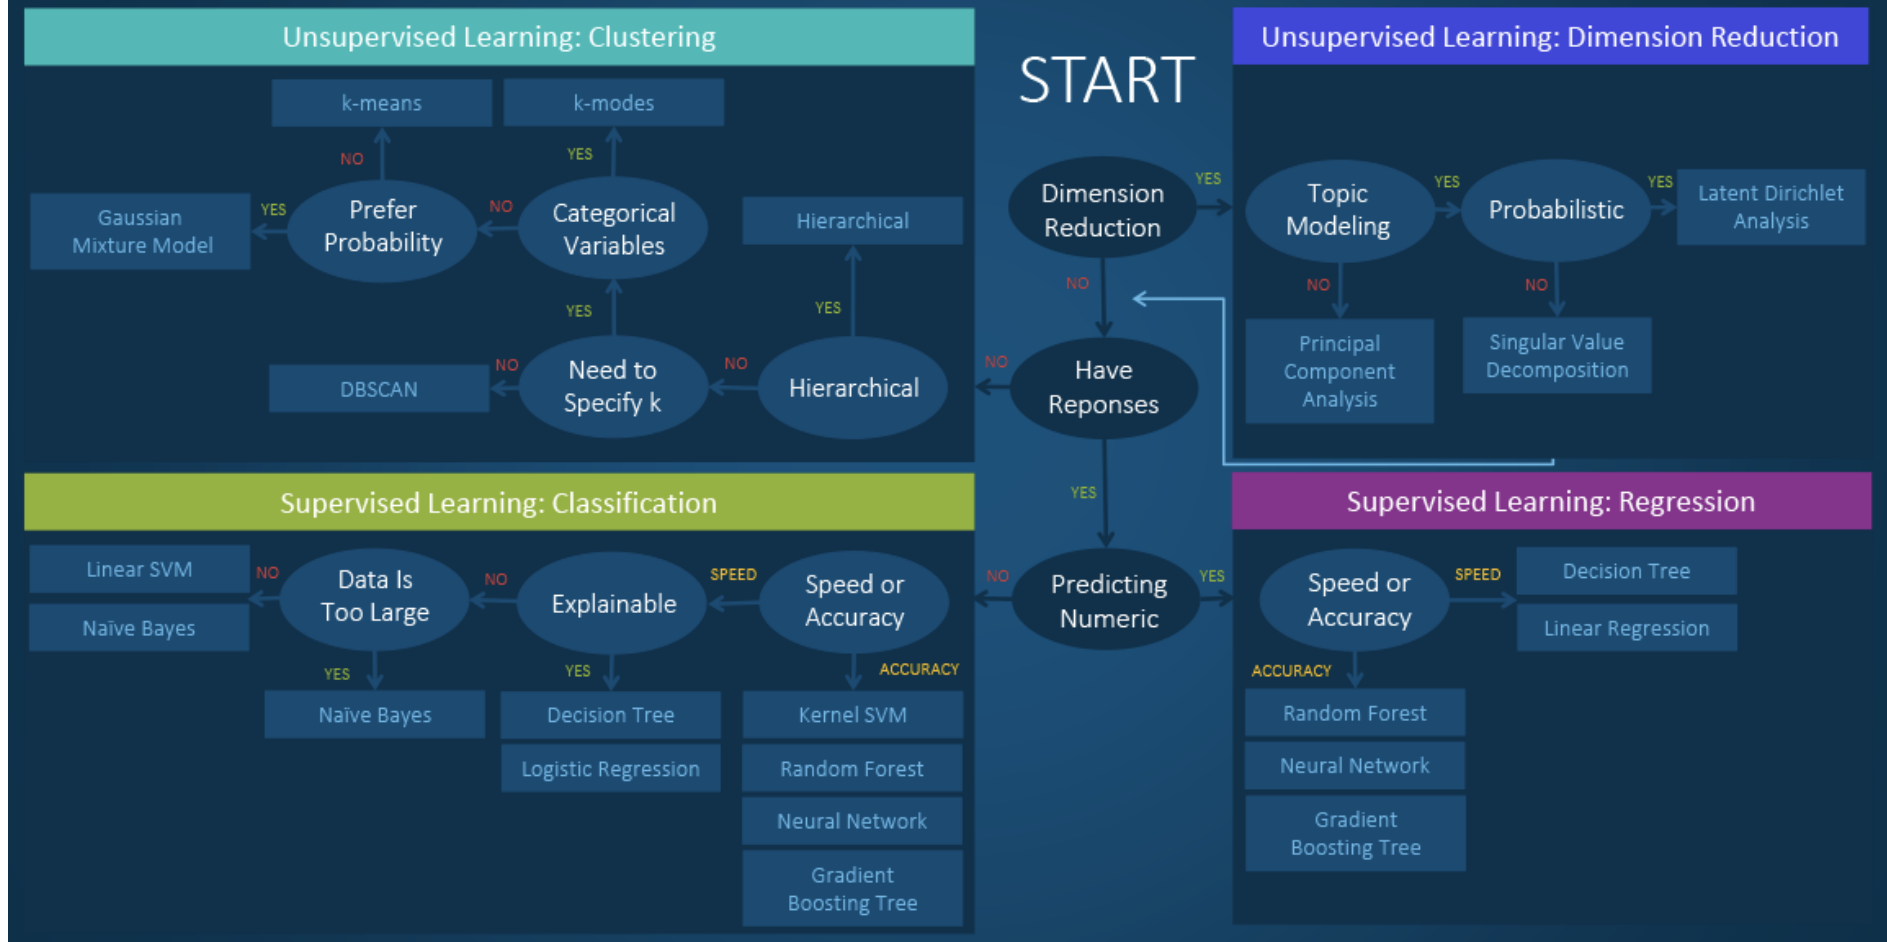 Unsupervised Learning: Clustering
k-means
k-modes
NO
YES
Gaussian
Mixture Model
YES
Prefer
Probability
NO
Categorical
Variables
Hierarchical
YES
YES
DBSCAN
NO
Need to
Specify k
NO
Hierarchical
START
Dimension
Reduction
YES
NO
Have
Reponses
NO
YES
Predicting
Numeric
NO
YES
Unsupervised Learning: Dimension Reduction
Topic
Modeling
YES
Probabilistic
YES
Latent Dirichlet
Analysis
NO
NO
Principal
Component
Analysis
Singular Value
Decomposition
Supervised Learning: Classification
Linear SVM
Naïve Bayes
NO
Data Is
Too Large
NO
Explainable
SPEED
Speed or
Accuracy
YES
YES
ACCURACY
Naïve Bayes
Decision Tree
Logistic Regression
Kernel SVM
Random Forest
Neural Network
Gradient
Boosting Tree
Supervised Learning: Regression
Speed or
Accuracy
SPEED
Decision Tree
Linear Regression
ACCURACY
Random Forest
Neural Network
Gradient
Boosting Tree